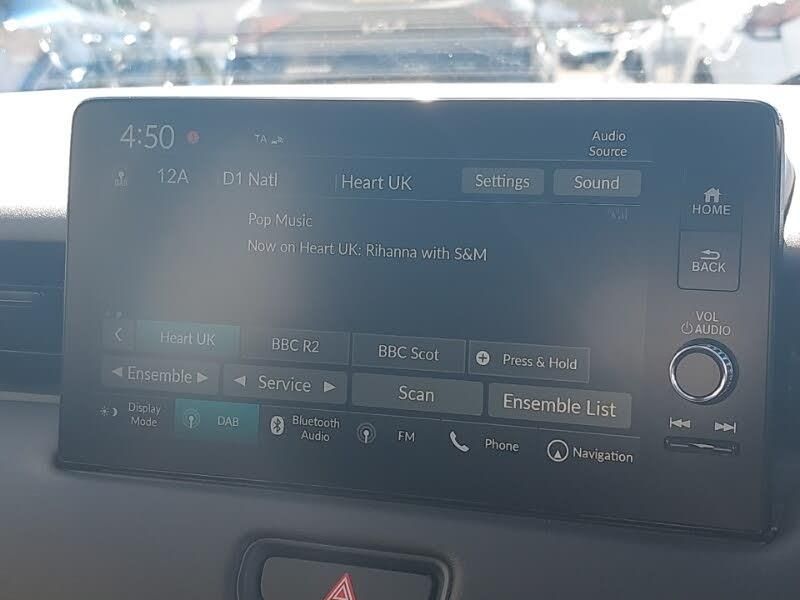 4:50
TA
Audio
Source
DAB
12A
D1 Natl
Heart UK
Settings
Sound
Pop Music
Now on Heart UK: Rihanna with S&M
HOME
BACK
VOL
AUDIO
Heart UK
BBC R2
BBC Scot
Press & Hold
Ensemble
Service
Scan
Ensemble List
Display
Mode
DAB
Bluetooth
Audio
FM
Phone
Navigation